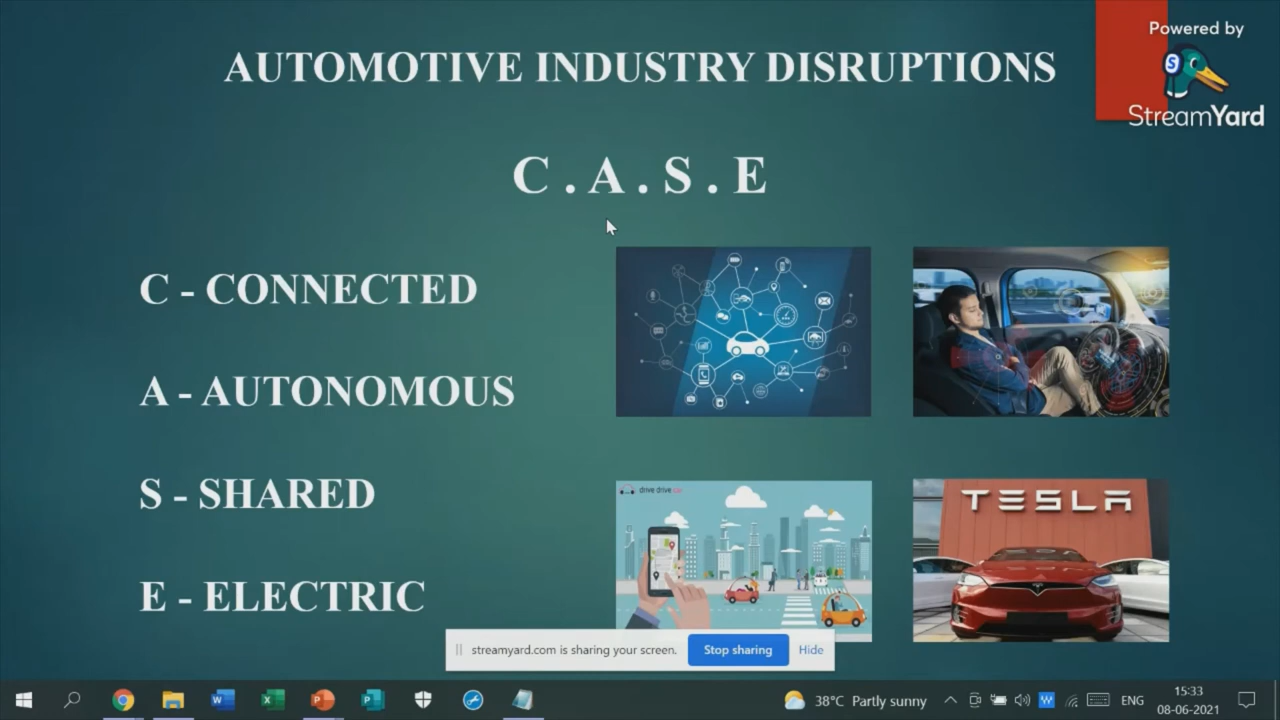 AUTOMOTIVE INDUSTRY DISRUPTIONS
Powered by
S
StreamYard
C . A . S . E
C - CONNECTED
A - AUTONOMOUS
S - SHARED
E - ELECTRIC
drive drive car
TESLA
streamyard.com is sharing your screen.
Stop sharing
Hide
38°C Partly sunny
ENG
15:33
08-06-2021